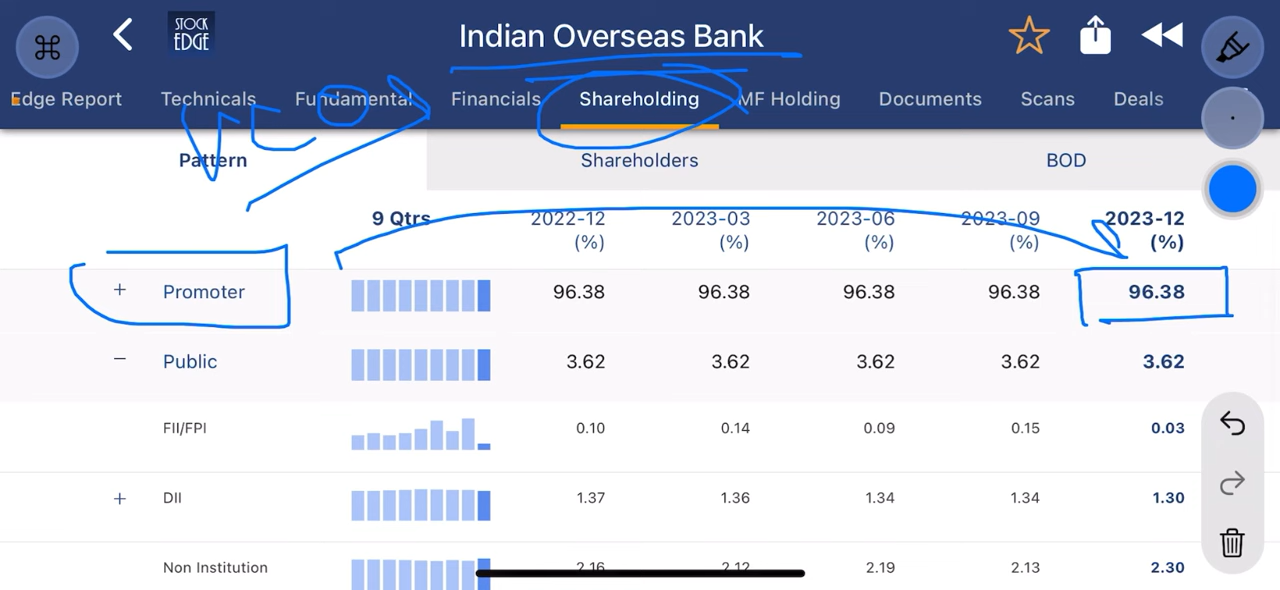 STOCK
EDGE
Indian Overseas Bank
Edge Report Technicals Fundamental Financials Shareholding MF Holding Documents Scans Deals
Pattern Shareholders BOD
9 Qtrs 2022-12 (%) 2023-03 (%) 2023-06 (%) 2023-09 (%) 2023-12 (%)
+ Promoter 96.38 96.38 96.38 96.38 96.38
− Public 3.62 3.62 3.62 3.62 3.62
FII/FPI 0.10 0.14 0.09 0.15 0.03
+ DII 1.37 1.36 1.34 1.34 1.30
Non Institution 2.16 2.12 2.19 2.13 2.30